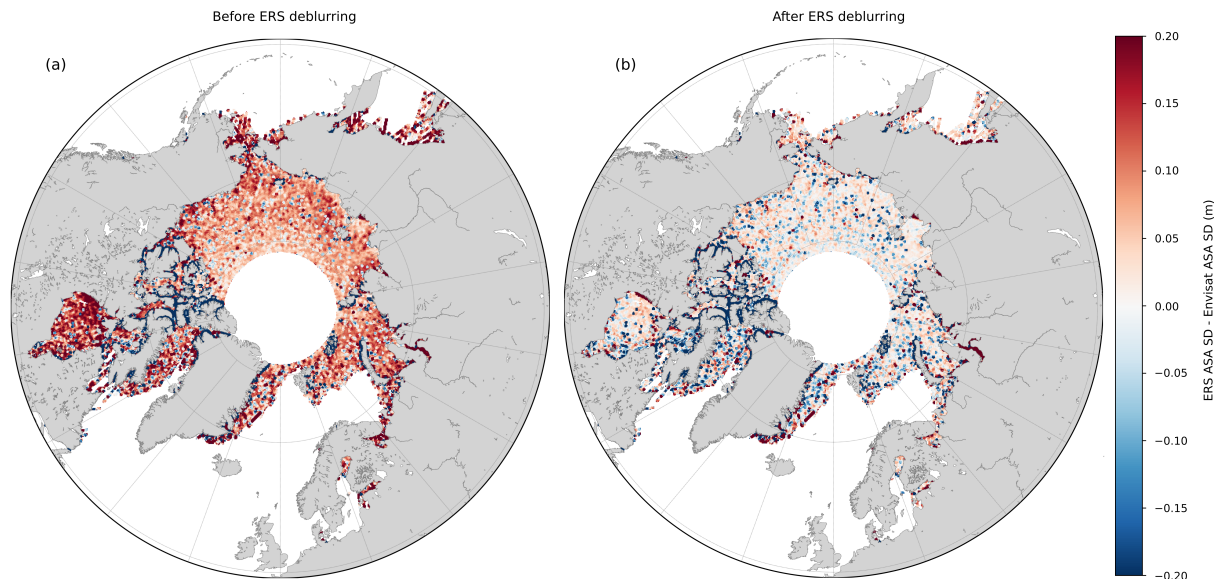 Before ERS deblurring
After ERS deblurring
(a)
(b)
0.20
0.15
0.10
0.05
0.00
−0.05
−0.10
−0.15
−0.20
ERS ASA SD - Envisat ASA SD (m)